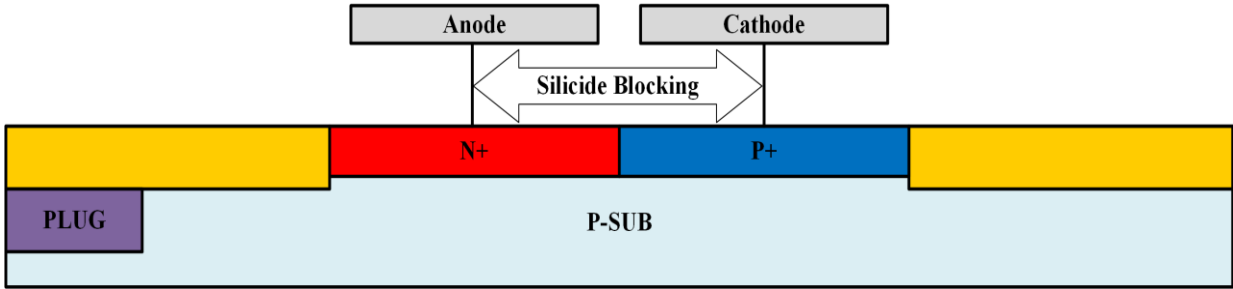 Anode
Cathode
Silicide Blocking
N+
P+
PLUG
P-SUB